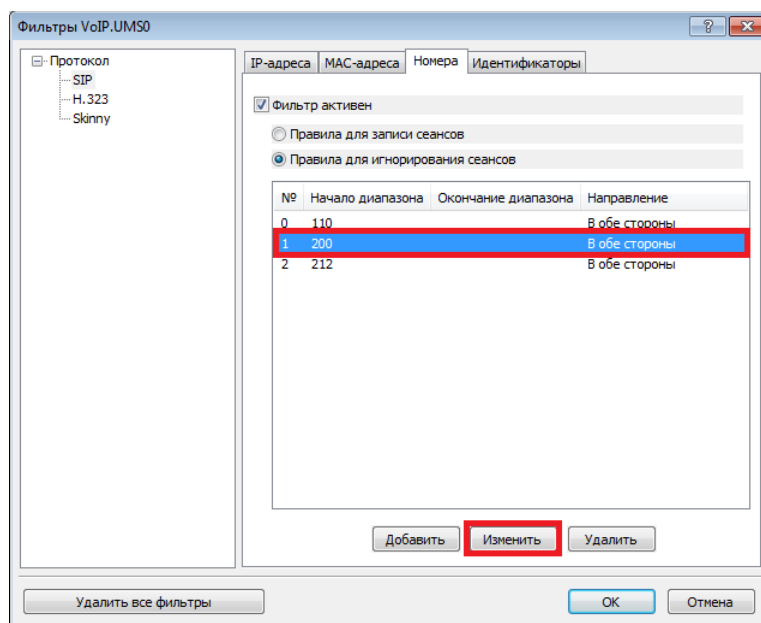 Фильтры VoIP.UMS0
Протокол
SIP
H.323
Skinny
IP-адреса MAC-адреса Номера Идентификаторы
Фильтр активен
Правила для записи сеансов
Правила для игнорирования сеансов
№ Начало диапазона Окончание диапазона Направление
0 110 В обе стороны
1 200 В обе стороны
2 212 В обе стороны
Добавить Изменить Удалить
Удалить все фильтры OK Отмена